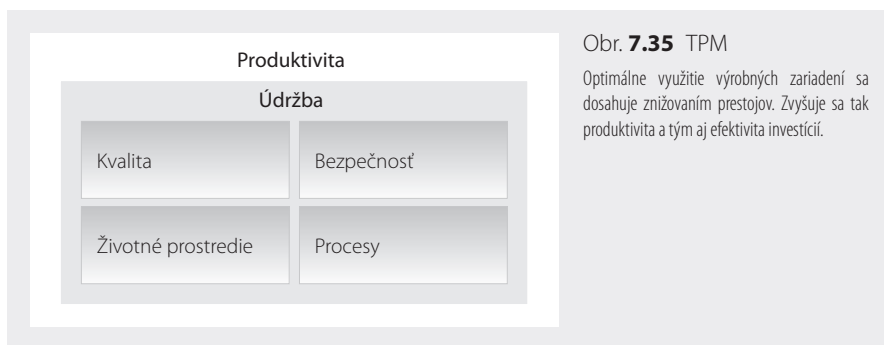 Produktivita
Údržba
Kvalita
Bezpečnosť
Životné prostredie
Procesy
Obr. 7.35 TPM
Optimálne využitie výrobných zariadení sa
dosahuje znižovaním prestojov. Zvyšuje sa tak
produktivita a tým aj efektivita investícií.